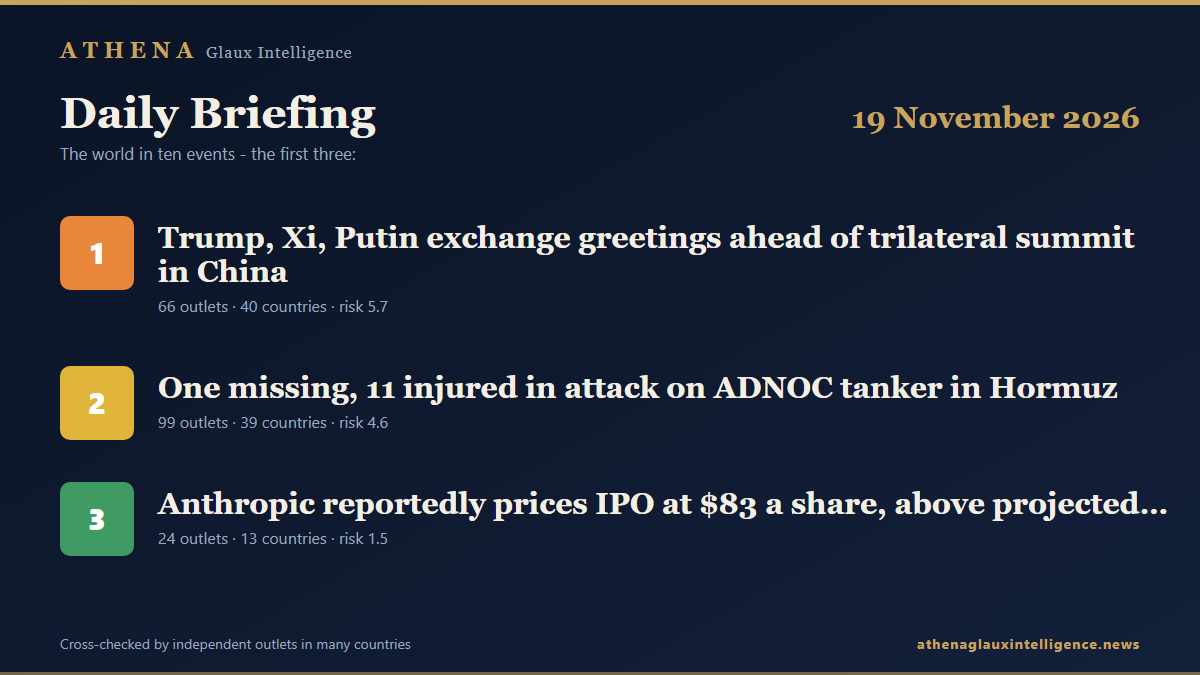 ATHENA Glaux Intelligence
Daily Briefing
19 November 2026
The world in ten events - the first three:
1
Trump, Xi, Putin exchange greetings ahead of trilateral summit
in China
66 outlets · 40 countries · risk 5.7
2
One missing, 11 injured in attack on ADNOC tanker in Hormuz
99 outlets · 39 countries · risk 4.6
3
Anthropic reportedly prices IPO at $83 a share, above projected...
24 outlets · 13 countries · risk 1.5
Cross-checked by independent outlets in many countries
athenaglauxintelligence.news